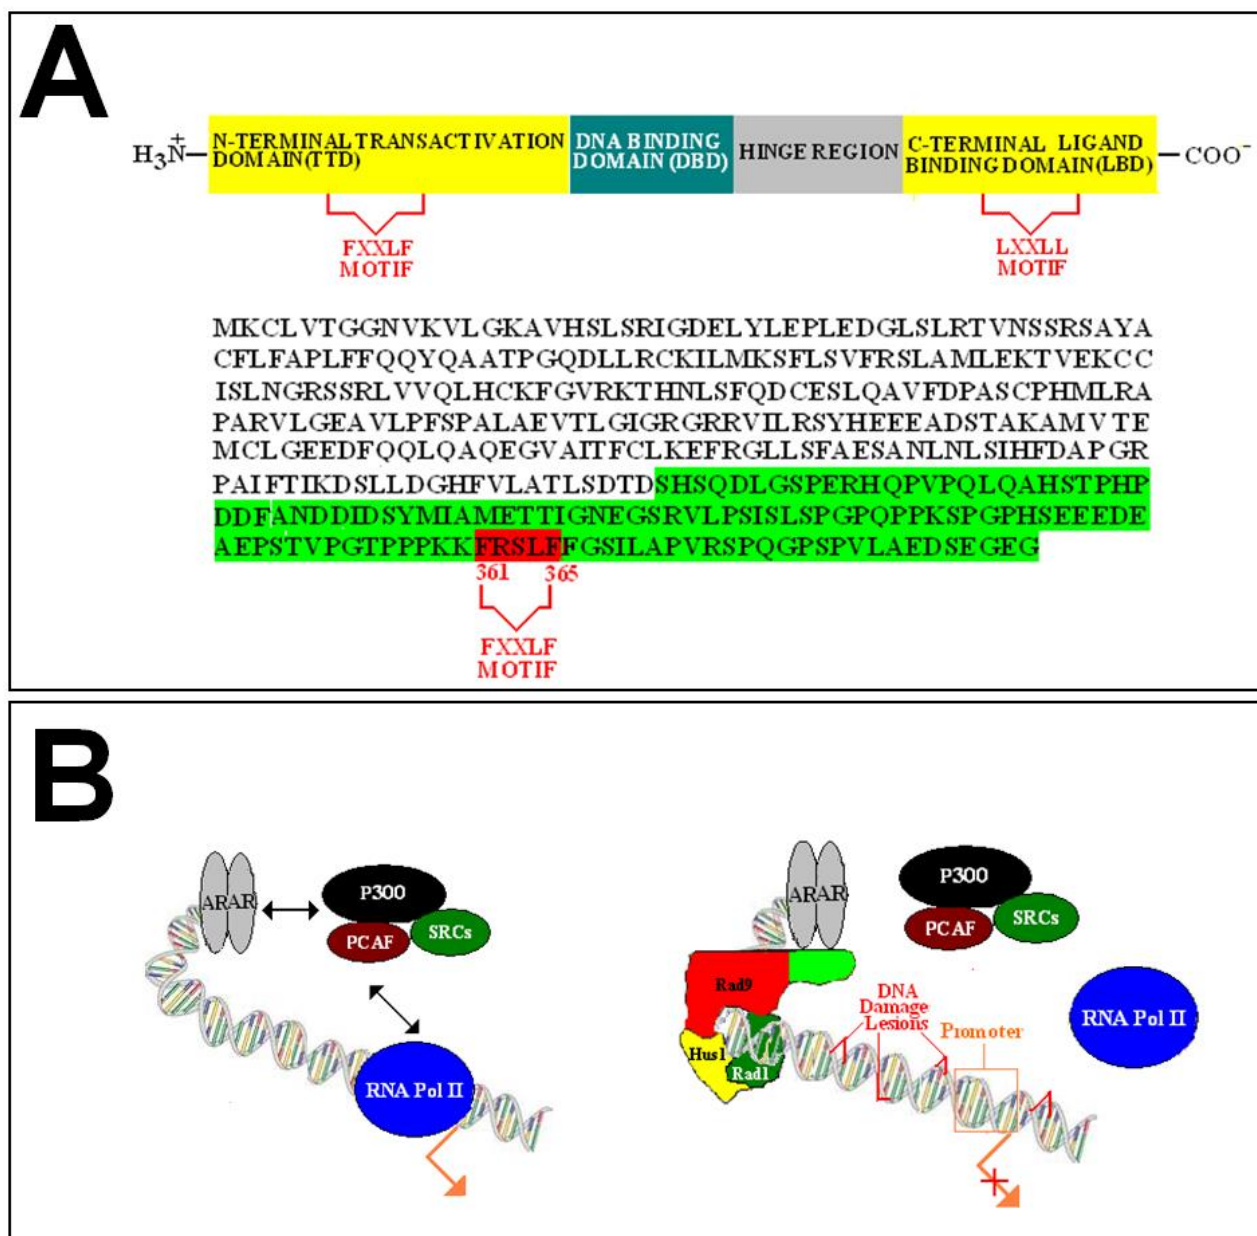 A
H3N+
N-TERMINAL TRANSACTIVATION
DOMAIN(TTD)
DNA BINDING
DOMAIN (DBD)
HINGE REGION
C-TERMINAL LIGAND
BINDING DOMAIN(LBD)
COO-
FXXLF
MOTIF
LXXLL
MOTIF
MKCLVTGGNVKVLGKAVHSLSRIGDELYLEPLEDGLSLRTVNSSRSAYA
CFLFAPLFFQQYQAATPGQDLLRCKILMKSFLSVFRSLAMLEKTVEKCC
ISLNGRSSRLVVQLHCKFGVRKTHNLSFQDCESLQAVFDPASCPHMLRA
PARVLGEAVLPFSPALAEVTLGIGRGRRVILRSYHEEEADSTAKAMVTE
MCLGEEDFQQLQAQEGVAITFCLKEFRGLLSFAESANLNLSIHFDAPGR
PAIFTIKDSLLDGHFVLATLSDTDSHSQDLGSPERHQPVPQLQAHSTPHP
DDFANDDIDSYMIAMETTIGNEGSRVLPSISLSPGPQPPKSPGPHSEEEDE
AEPSTVPGTPPPKKFRSLFFGSILAPVRSPQGPSPVLAEDSEGEG
361 365
FXXLF
MOTIF
B
ARAR
P300
PCAF
SRCs
RNA Pol II
ARAR
P300
PCAF
SRCs
Rad9
Hus1
Rad1
DNA
Damage
Lesions
Promoter
RNA Pol II